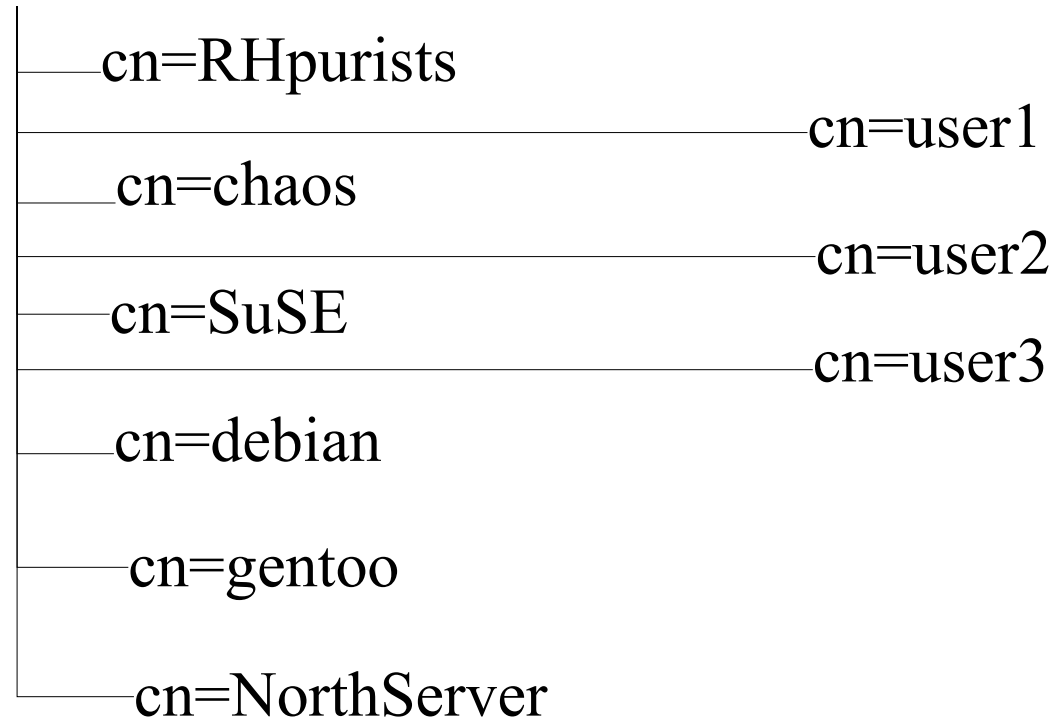 cn=RHpurists
cn=user1
cn=chaos
cn=user2
cn=SuSE
cn=user3
cn=debian
cn=gentoo
cn=NorthServer